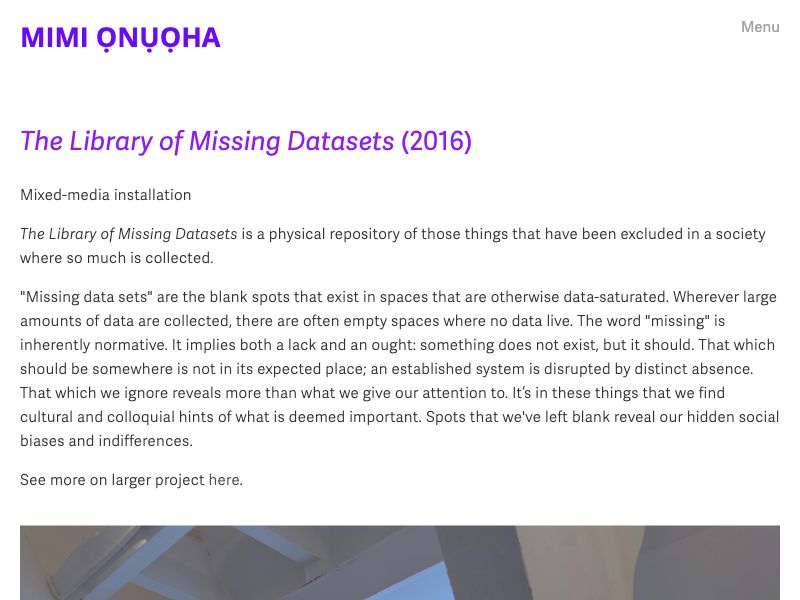 MIMI ỌNỤỌHA
Menu
The Library of Missing Datasets (2016)
Mixed-media installation
The Library of Missing Datasets is a physical repository of those things that have been excluded in a society
where so much is collected.
"Missing data sets" are the blank spots that exist in spaces that are otherwise data-saturated. Wherever large
amounts of data are collected, there are often empty spaces where no data live. The word "missing" is
inherently normative. It implies both a lack and an ought: something does not exist, but it should. That which
should be somewhere is not in its expected place; an established system is disrupted by distinct absence.
That which we ignore reveals more than what we give our attention to. It’s in these things that we find
cultural and colloquial hints of what is deemed important. Spots that we've left blank reveal our hidden social
biases and indifferences.
See more on larger project here.